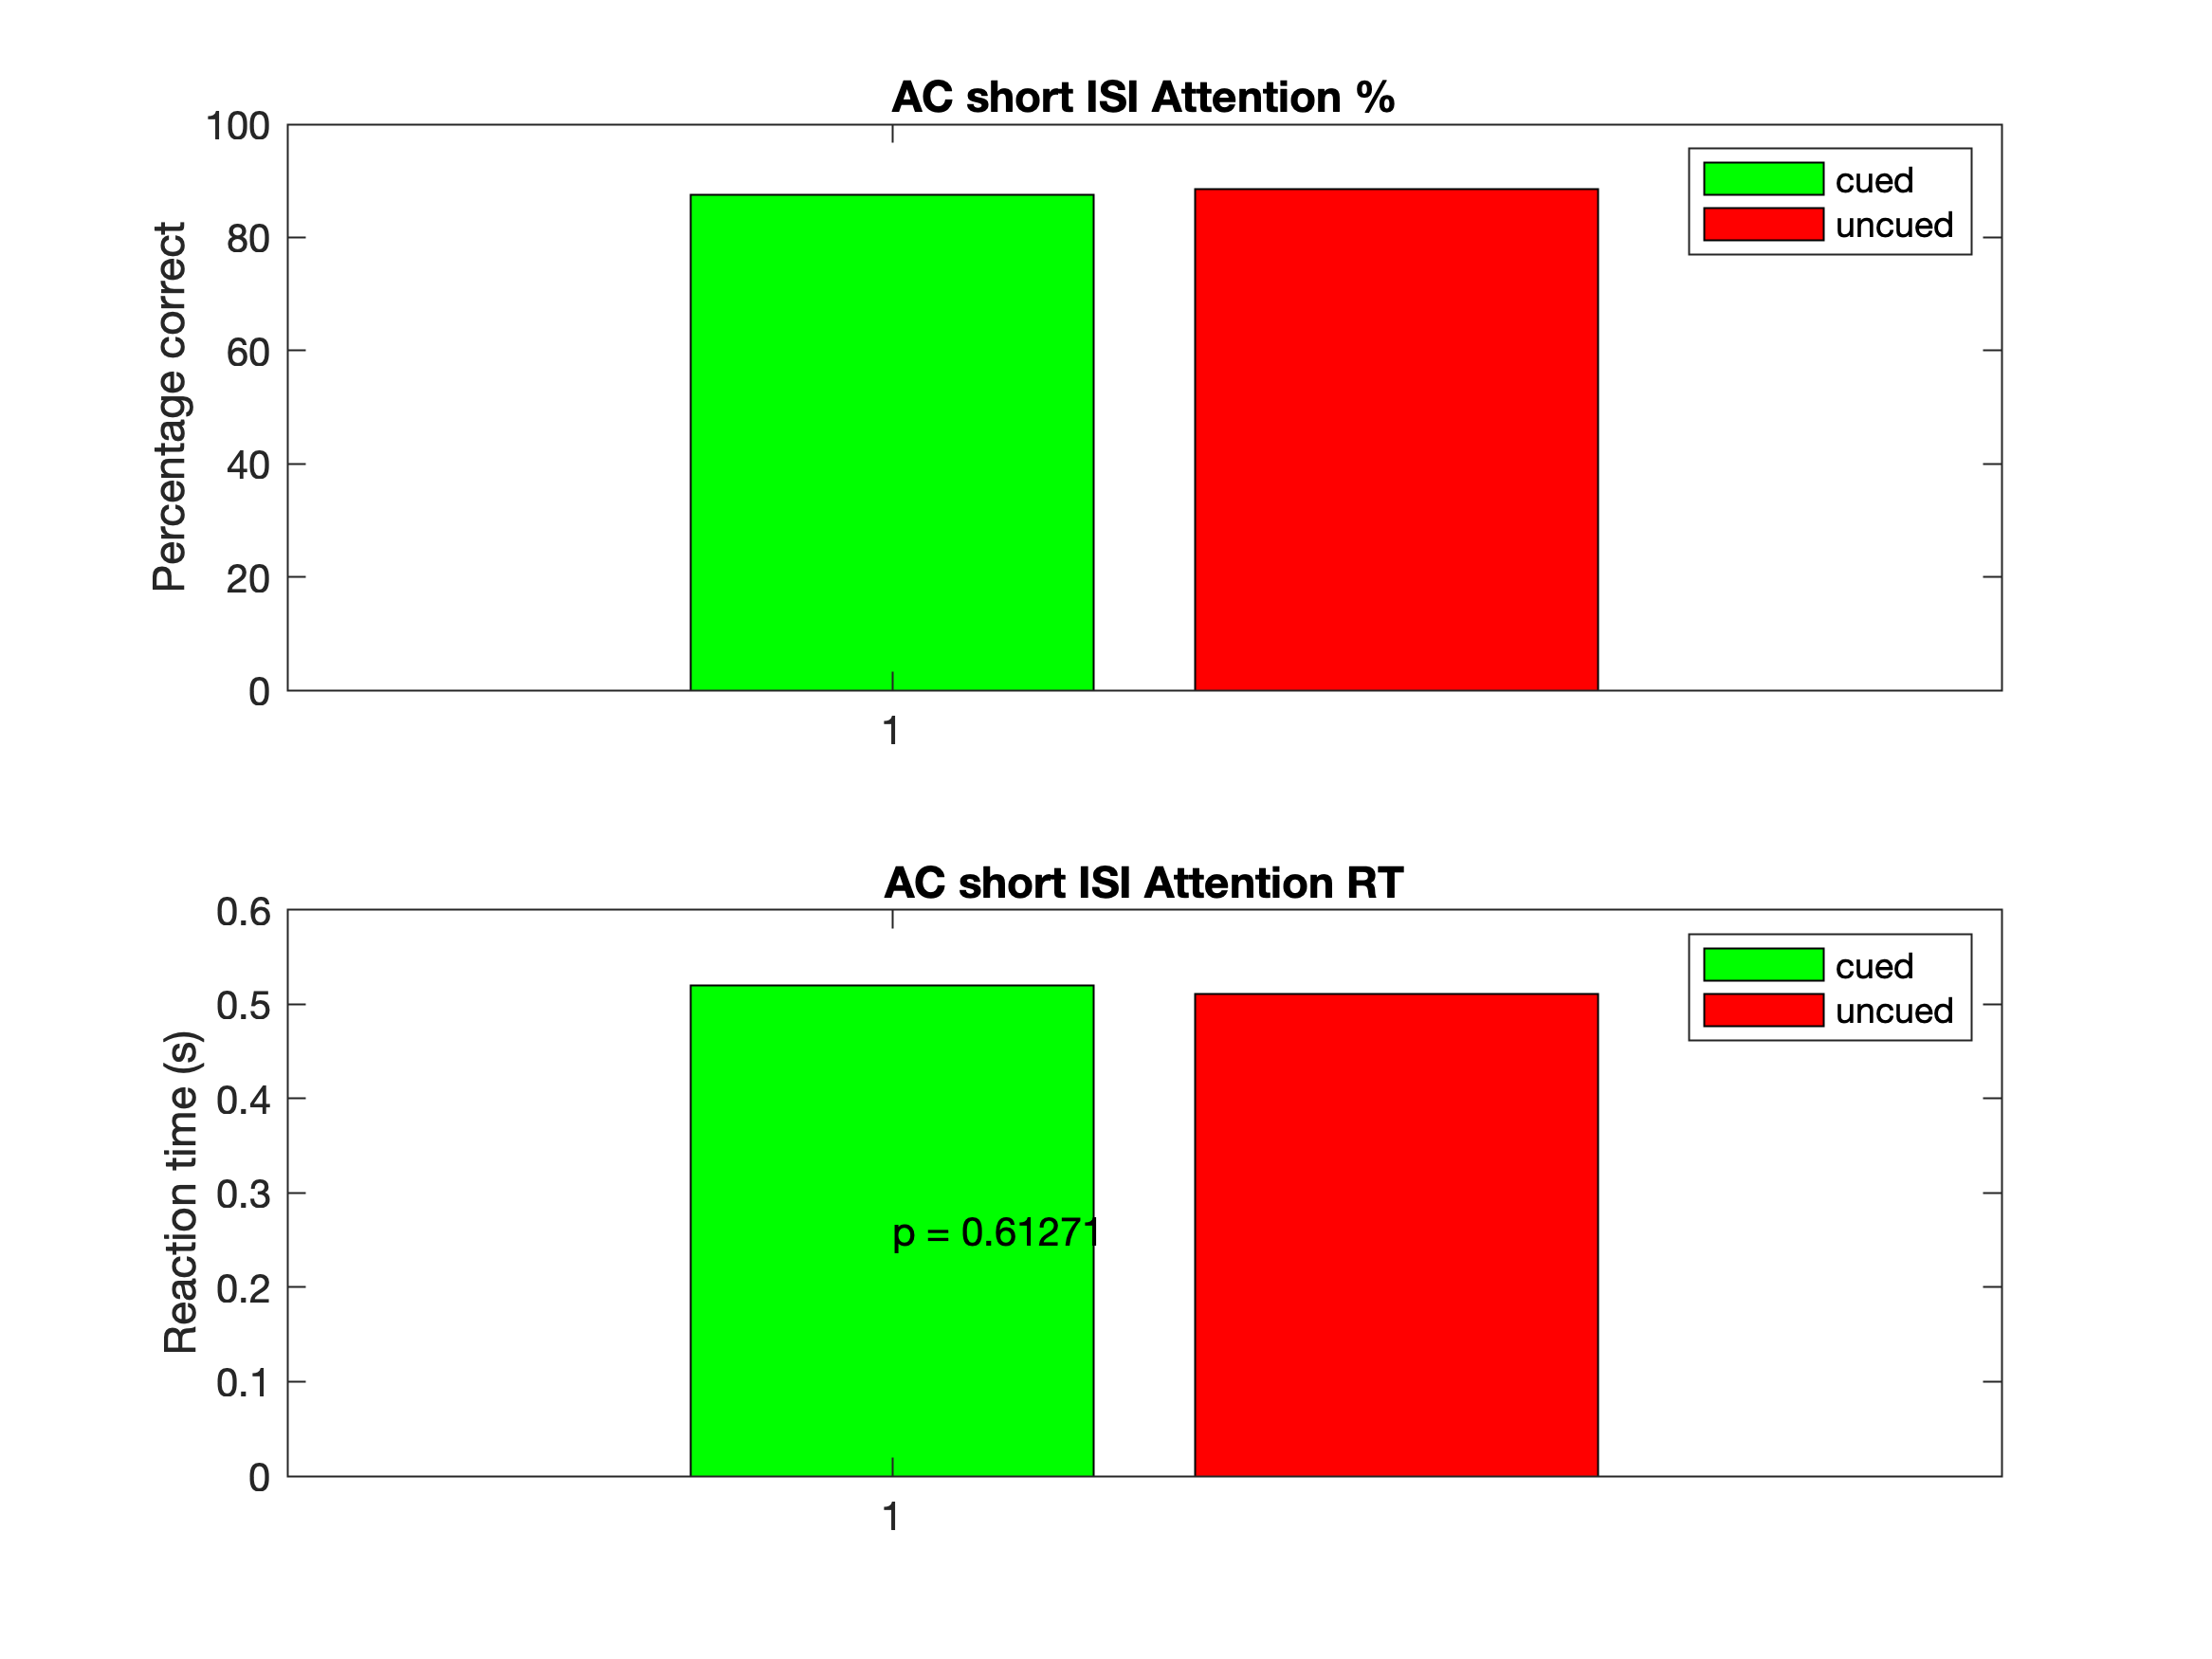 AC short ISI Attention %
100
80
60
40
20
0
Percentage correct
cued
uncued
1
AC short ISI Attention RT
0.6
0.5
0.4
0.3
0.2
0.1
0
Reaction time (s)
cued
uncued
p = 0.61271
1